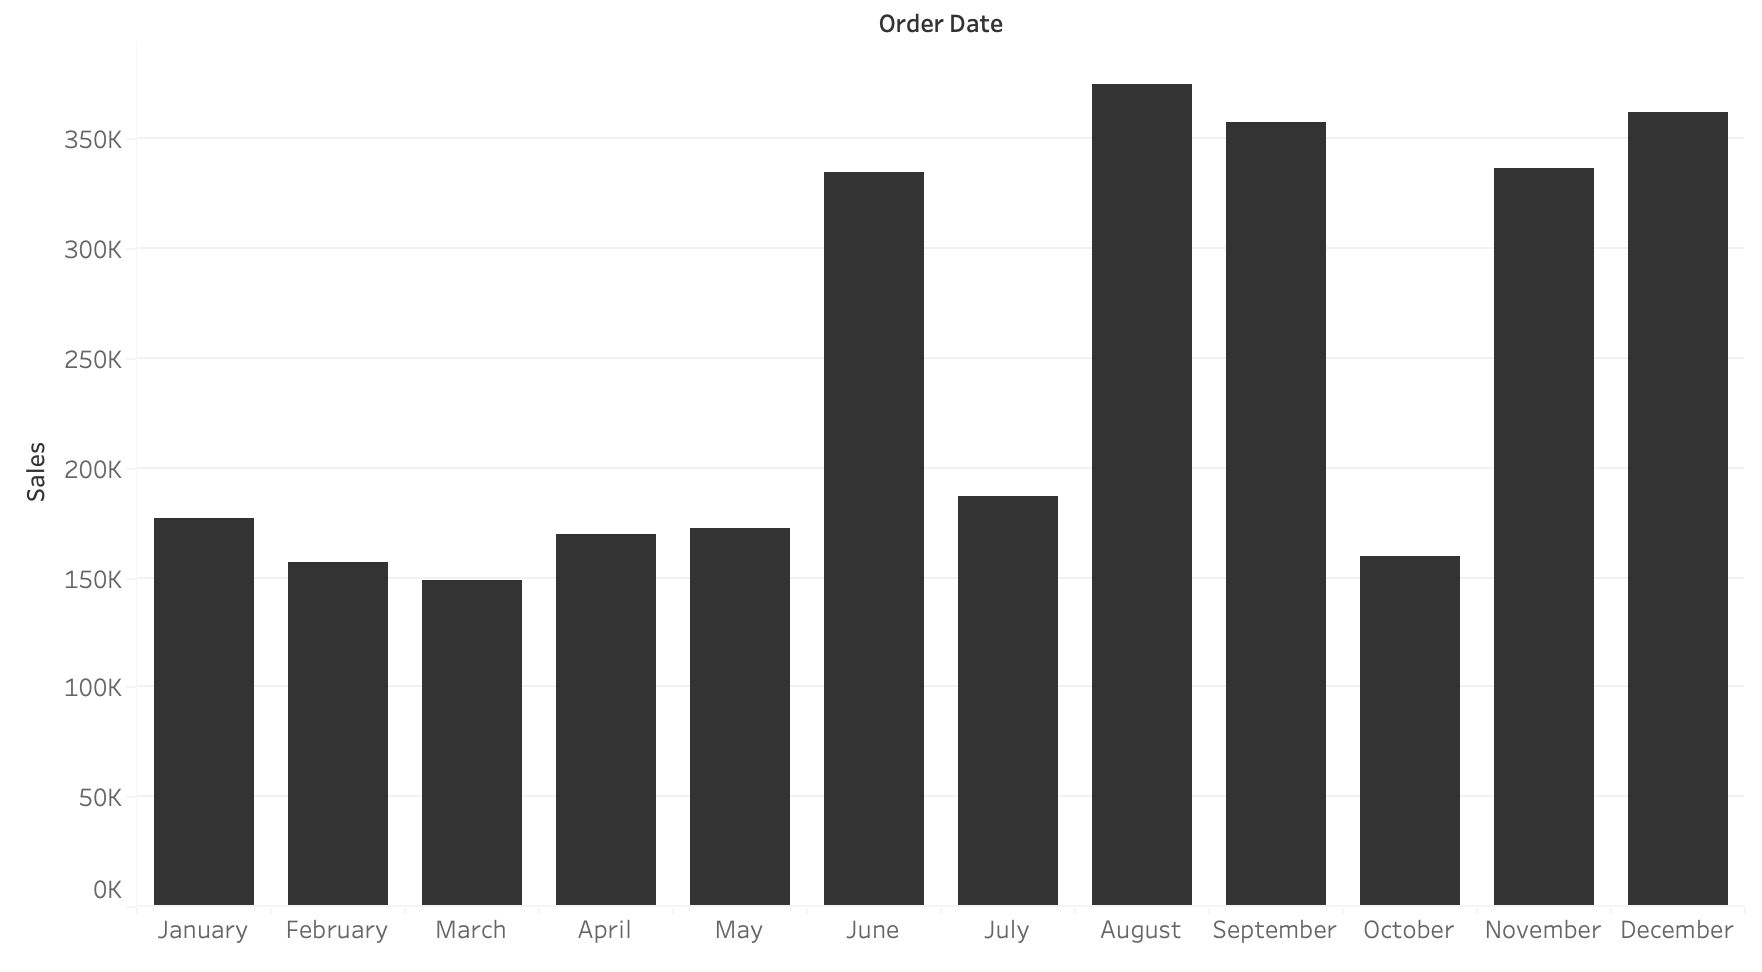 Order Date
350K
300K
250K
200K
150K
100K
50K
0K
Sales
January February March April May June July August September October November December